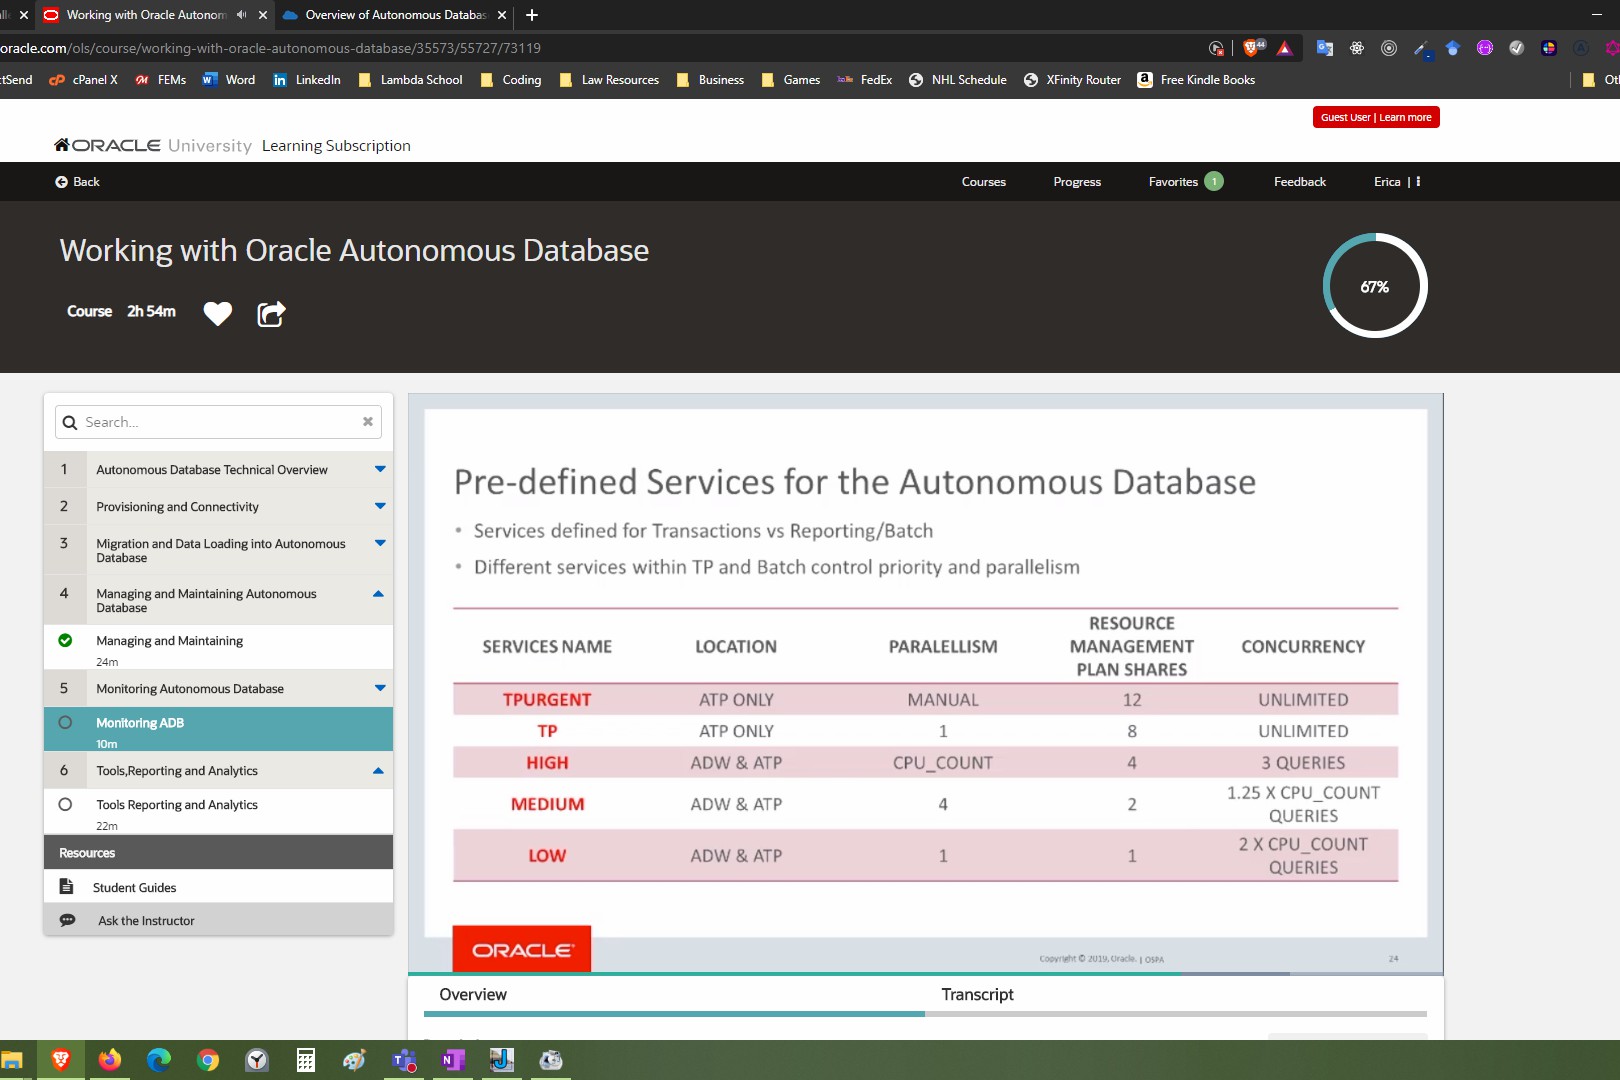 Working with Oracle Autonom
Overview of Autonomous Databas
oracle.com/ols/course/working-with-oracle-autonomous-database/35573/55727/73119
44
ctSend
cPanel X
FEMs
Word
LinkedIn
Lambda School
Coding
Law Resources
Business
Games
FedEx
NHL Schedule
XFinity Router
Free Kindle Books
Guest User | Learn more
ORACLE University Learning Subscription
Back
Courses
Progress
Favorites 1
Feedback
Erica |
Working with Oracle Autonomous Database
Course 2h 54m
67%
Search...
1 Autonomous Database Technical Overview
2 Provisioning and Connectivity
3 Migration and Data Loading into Autonomous
Database
4 Managing and Maintaining Autonomous
Database
Managing and Maintaining
24m
5 Monitoring Autonomous Database
Monitoring ADB
10m
6 Tools,Reporting and Analytics
Tools Reporting and Analytics
22m
Resources
Student Guides
Ask the Instructor
Pre-defined Services for the Autonomous Database
• Services defined for Transactions vs Reporting/Batch
• Different services within TP and Batch control priority and parallelism
SERVICES NAME LOCATION PARALELLISM RESOURCE MANAGEMENT PLAN SHARES CONCURRENCY
TPURGENT ATP ONLY MANUAL 12 UNLIMITED
TP ATP ONLY 1 8 UNLIMITED
HIGH ADW & ATP CPU_COUNT 4 3 QUERIES
MEDIUM ADW & ATP 4 2 1.25 X CPU_COUNT QUERIES
LOW ADW & ATP 1 1 2 X CPU_COUNT QUERIES
ORACLE
Copyright © 2019, Oracle. | OSPA
24
Overview
Transcript